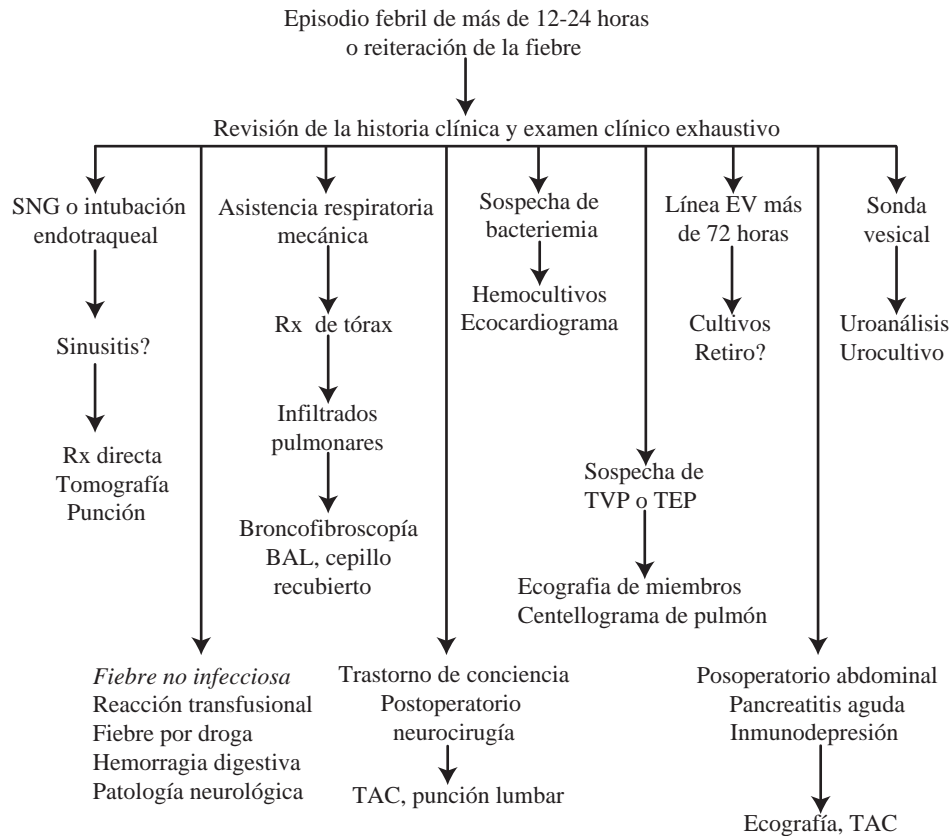 Episodio febril de más de 12-24 horas
o reiteración de la fiebre
Revisión de la historia clínica y examen clínico exhaustivo
SNG o intubación
endotraqueal
Sinusitis?
Rx directa
Tomografía
Punción
Fiebre no infecciosa
Reacción transfusional
Fiebre por droga
Hemorragia digestiva
Patología neurológica
Asistencia respiratoria
mecánica
Rx de tórax
Infiltrados
pulmonares
Broncofibroscopía
BAL, cepillo
recubierto
Trastorno de conciencia
Postoperatorio
neurocirugía
TAC, punción lumbar
Sospecha de
bacteriemia
Hemocultivos
Ecocardiograma
Sospecha de
TVP o TEP
Ecografia de miembros
Centellograma de pulmón
Línea EV más
de 72 horas
Cultivos
Retiro?
Posoperatorio abdominal
Pancreatitis aguda
Inmunodepresión
Ecografía, TAC
Sonda
vesical
Uroanálisis
Urocultivo